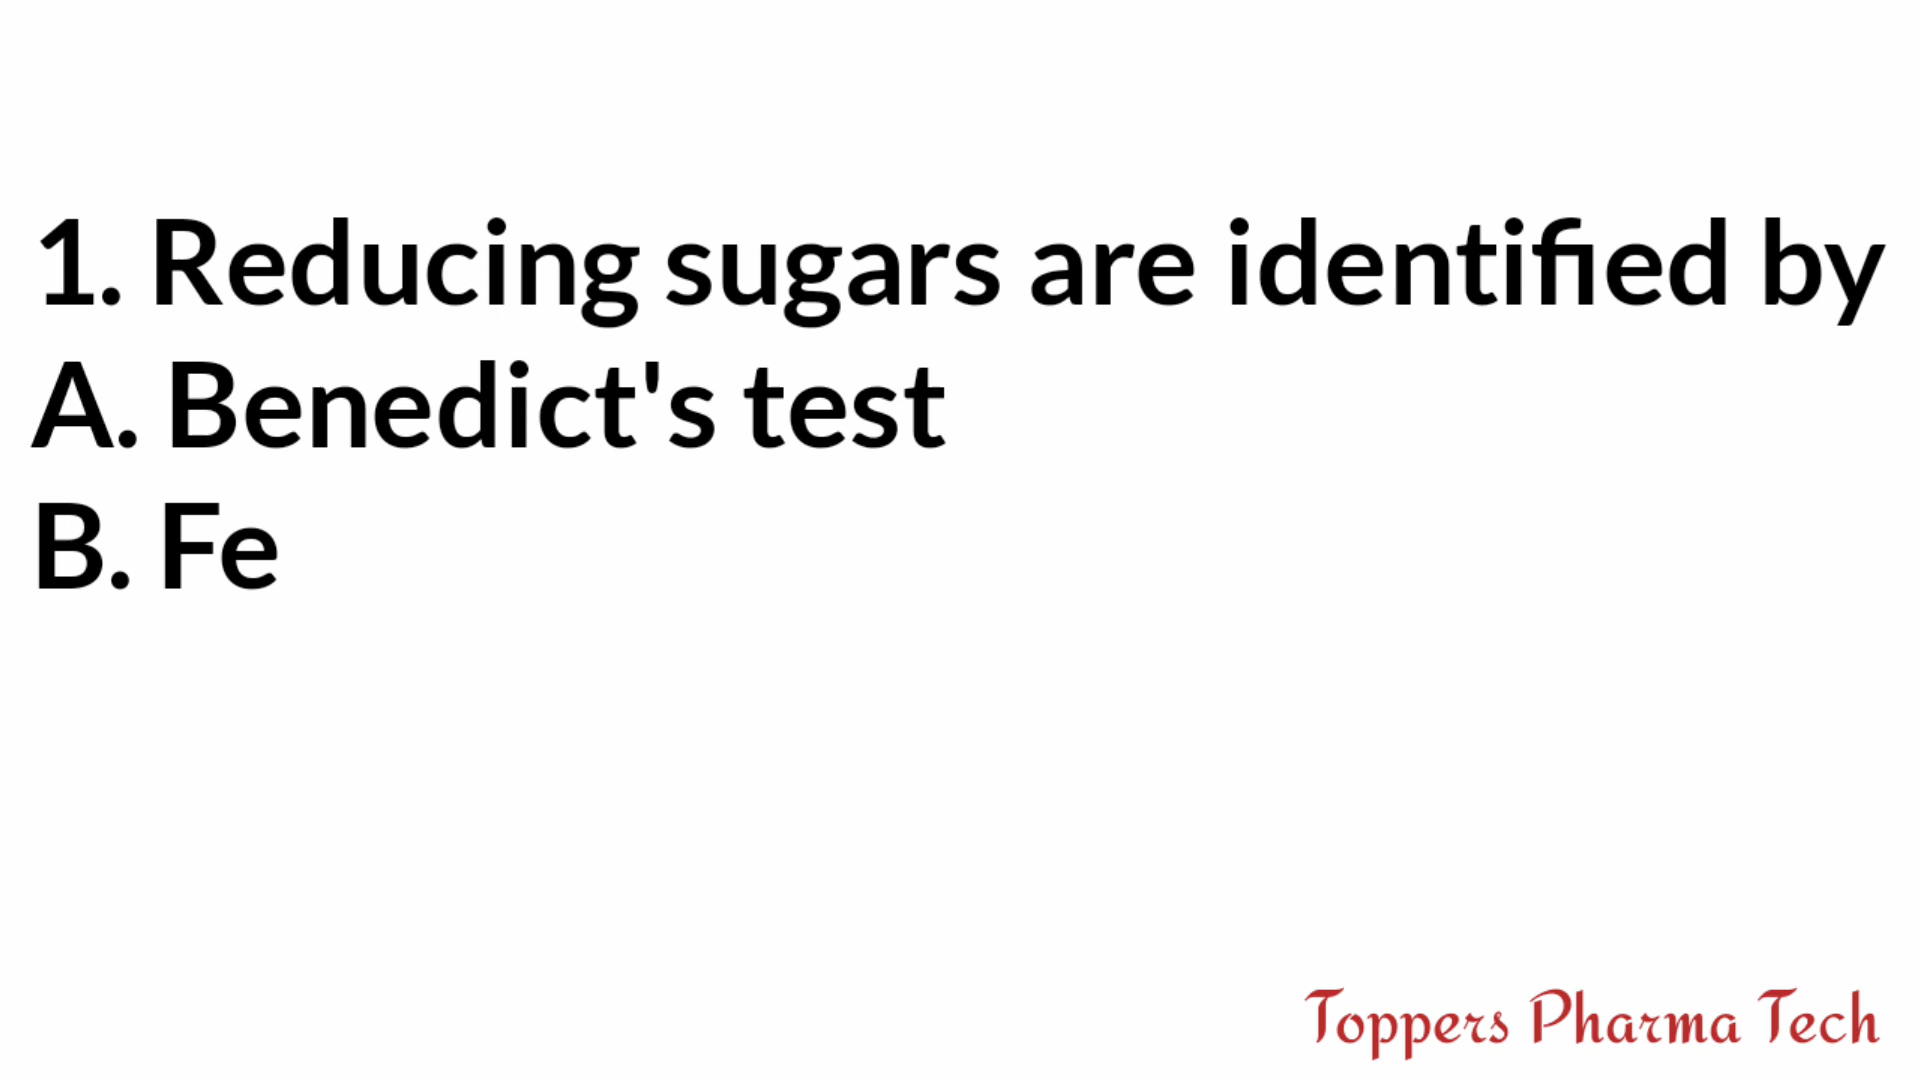 1. Reducing sugars are identified by
A. Benedict's test
B. Fe
Toppers Pharma Tech